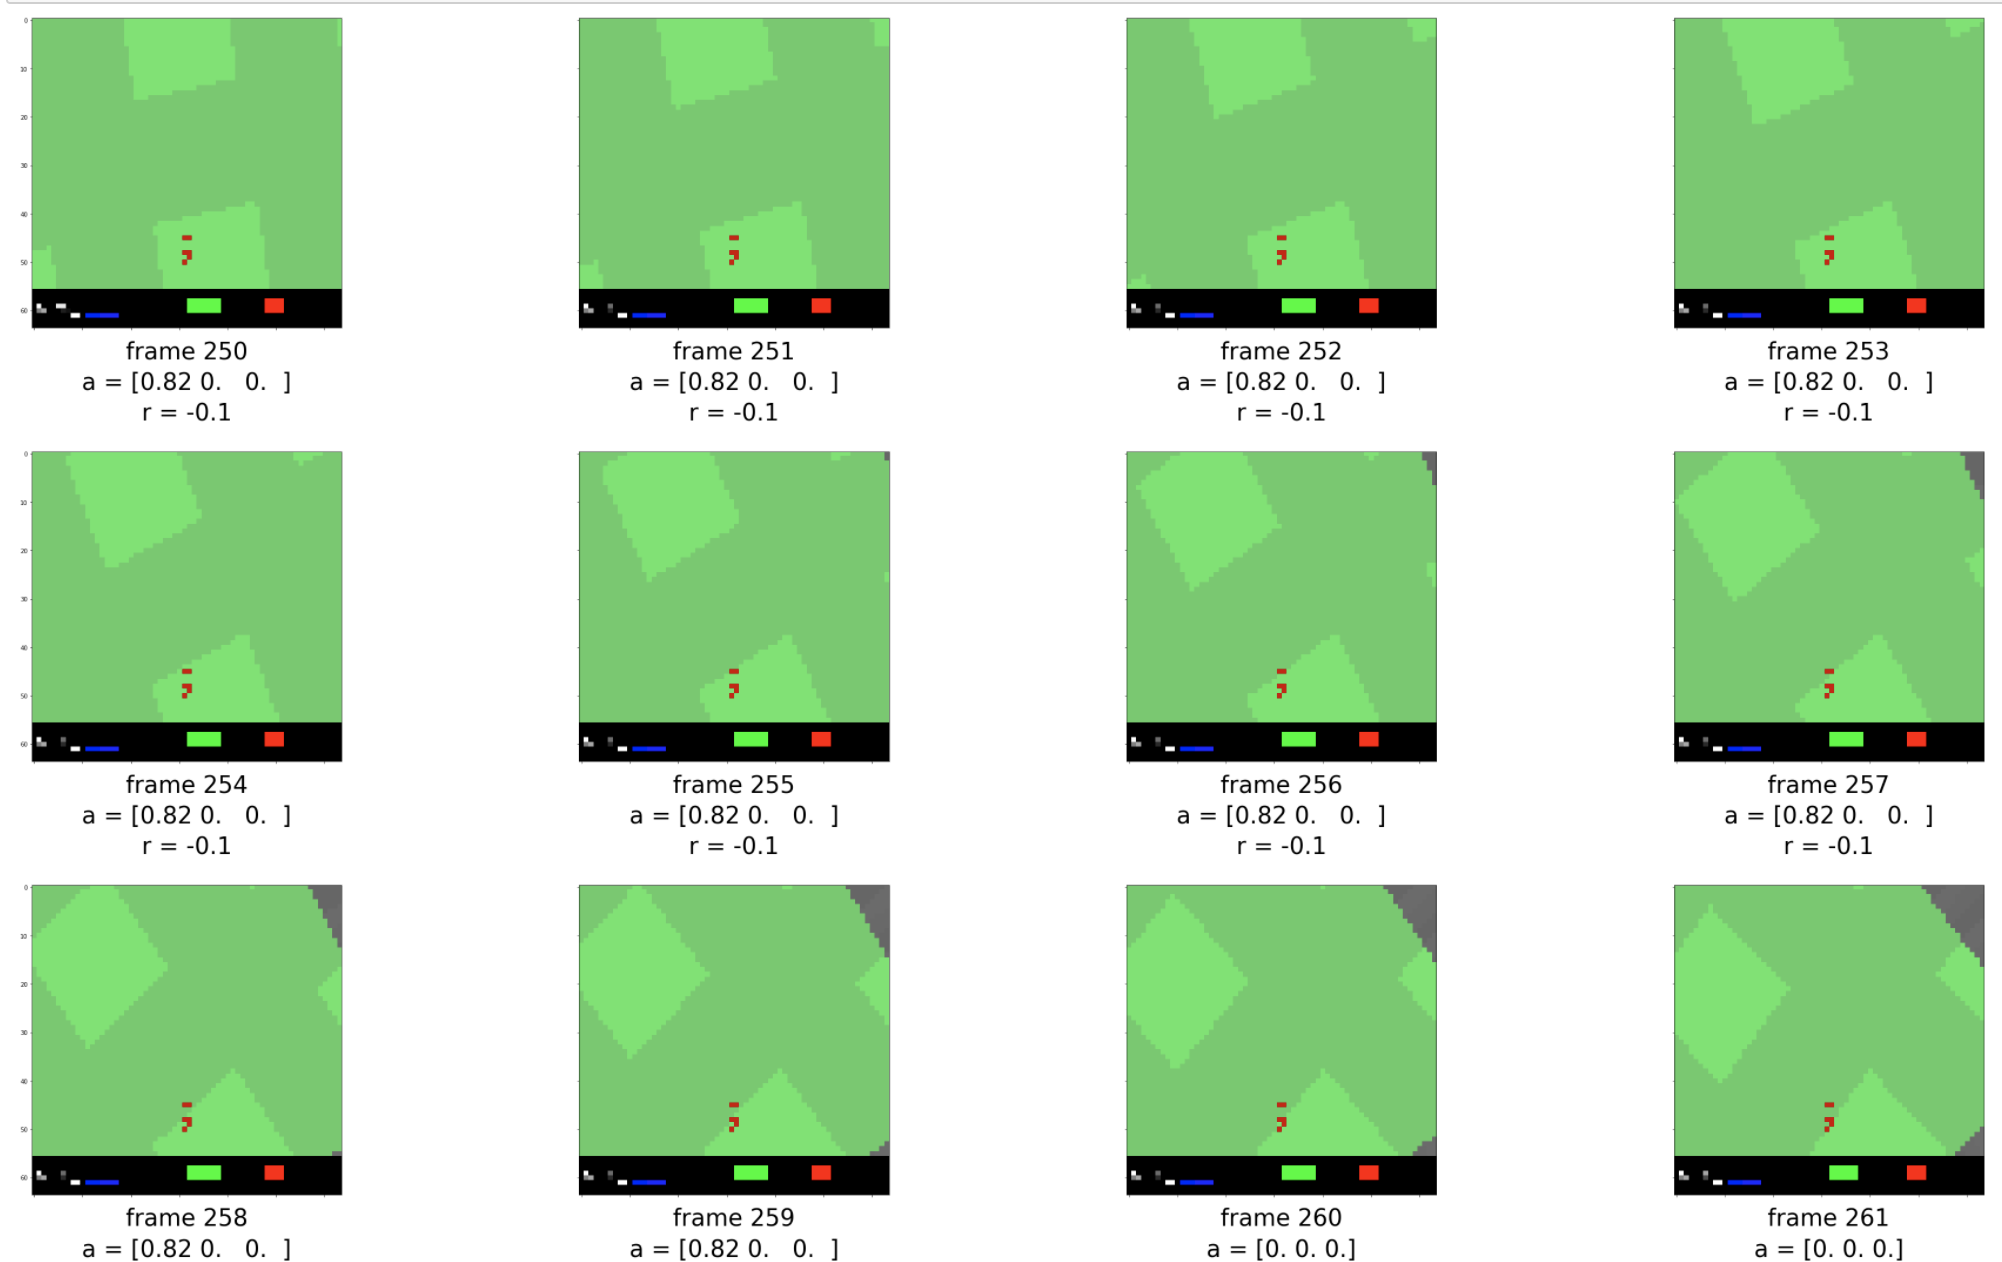 frame 250
a = [0.82 0.   0.  ]
r = -0.1
frame 251
a = [0.82 0.   0.  ]
r = -0.1
frame 252
a = [0.82 0.   0.  ]
r = -0.1
frame 253
a = [0.82 0.   0.  ]
r = -0.1
frame 254
a = [0.82 0.   0.  ]
r = -0.1
frame 255
a = [0.82 0.   0.  ]
r = -0.1
frame 256
a = [0.82 0.   0.  ]
r = -0.1
frame 257
a = [0.82 0.   0.  ]
r = -0.1
frame 258
a = [0.82 0.   0.  ]
frame 259
a = [0.82 0.   0.  ]
frame 260
a = [0. 0. 0.]
frame 261
a = [0. 0. 0.]